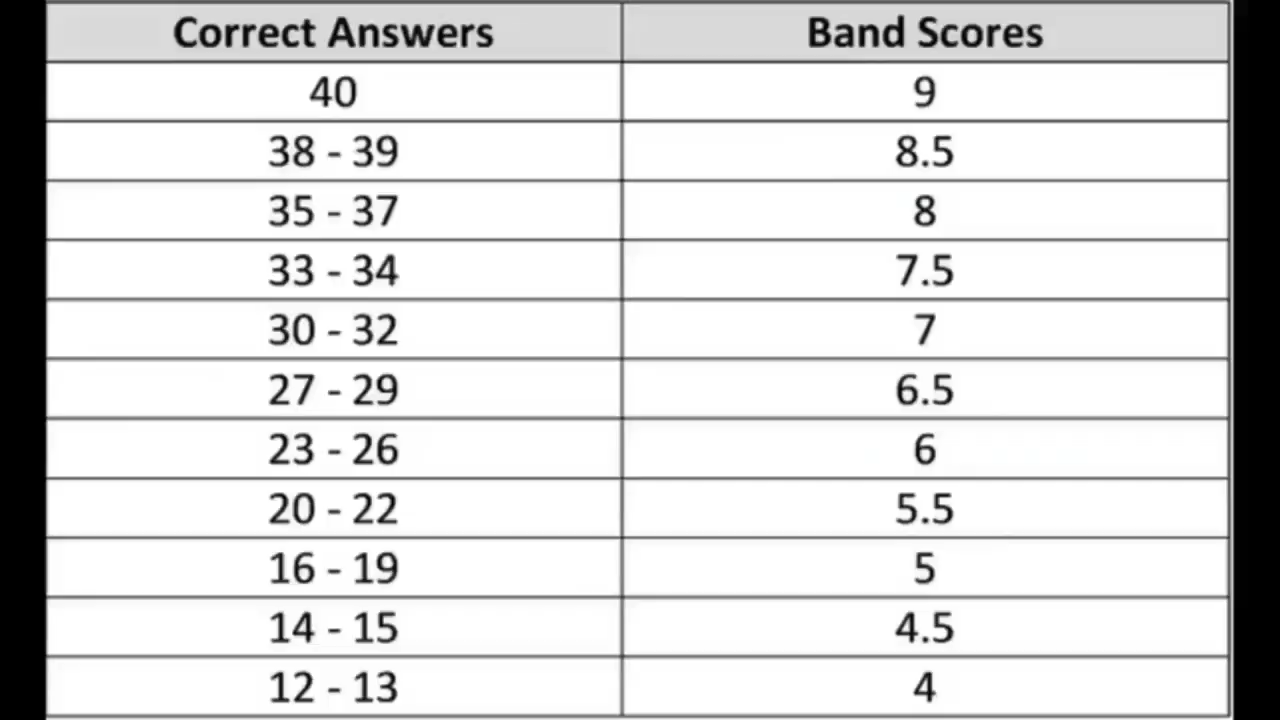 Correct Answers Band Scores
40 9
38 - 39 8.5
35 - 37 8
33 - 34 7.5
30 - 32 7
27 - 29 6.5
23 - 26 6
20 - 22 5.5
16 - 19 5
14 - 15 4.5
12 - 13 4